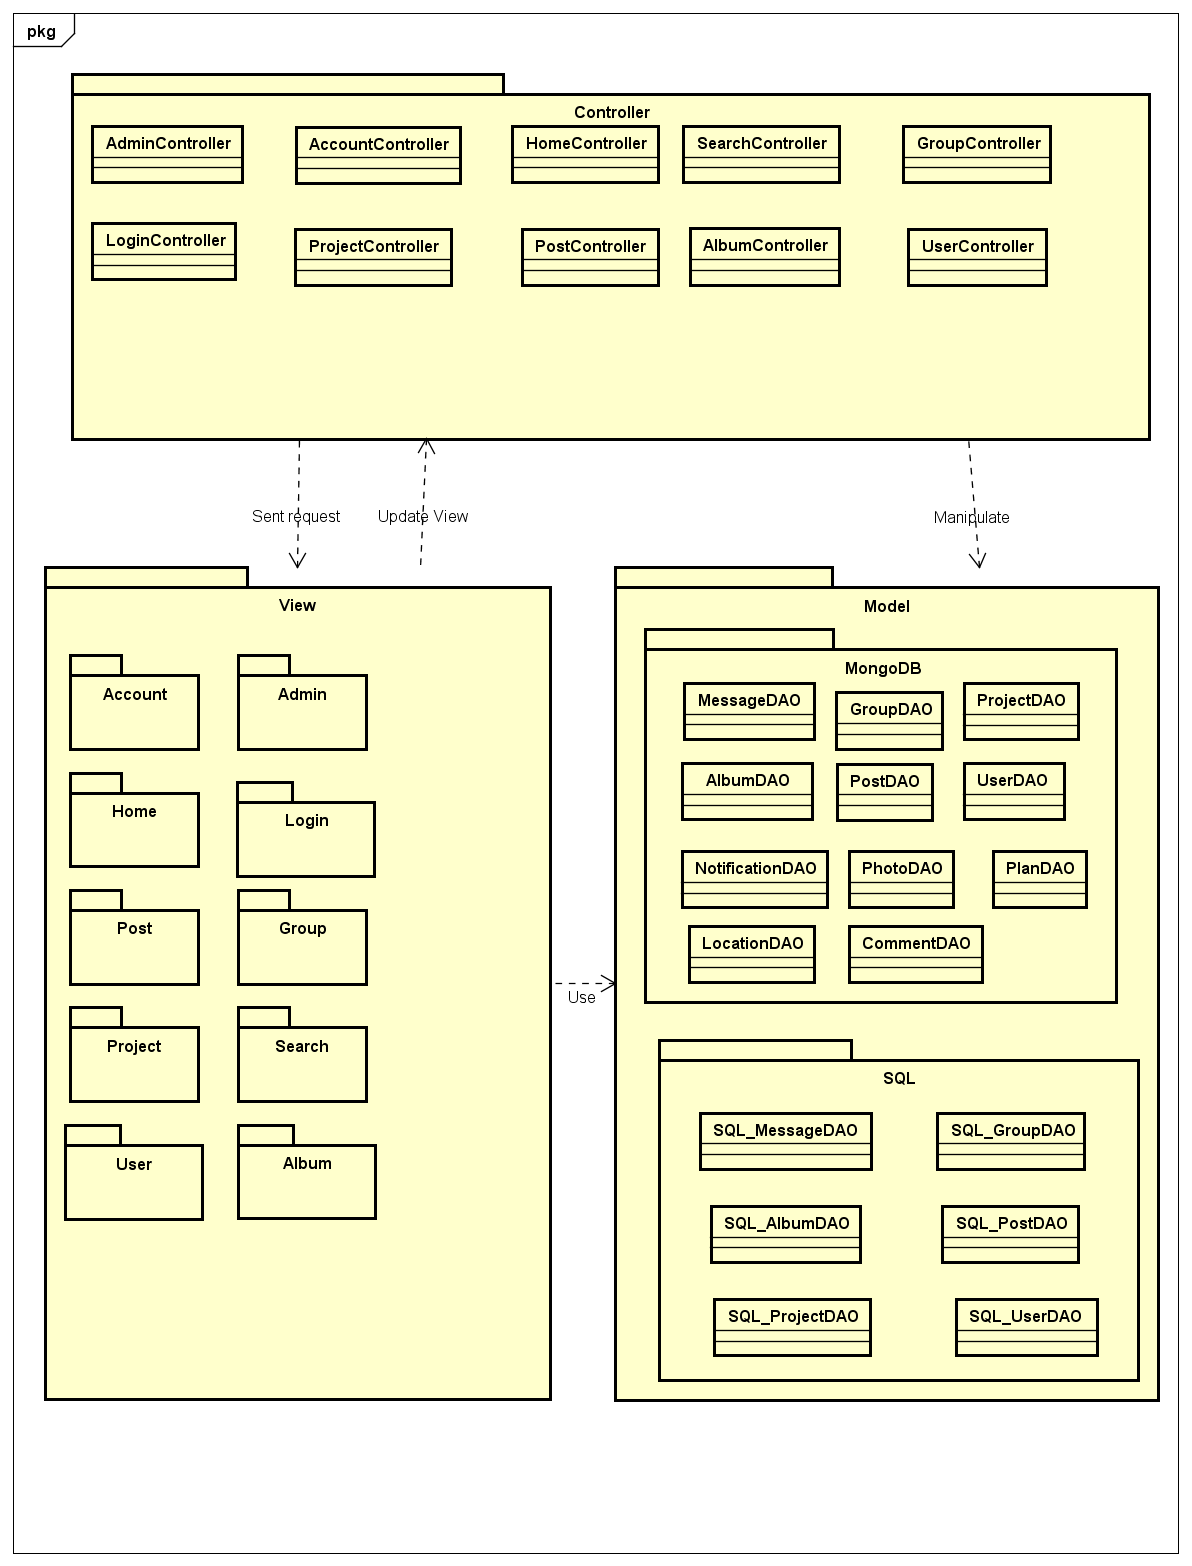 pkg
Controller
AdminController
AccountController
HomeController
SearchController
GroupController
LoginController
ProjectController
PostController
AlbumController
UserController
Sent request
Update View
Manipulate
View
Account
Admin
Home
Login
Post
Group
Project
Search
User
Album
Use
Model
MongoDB
MessageDAO
GroupDAO
ProjectDAO
AlbumDAO
PostDAO
UserDAO
NotificationDAO
PhotoDAO
PlanDAO
LocationDAO
CommentDAO
SQL
SQL_MessageDAO
SQL_GroupDAO
SQL_AlbumDAO
SQL_PostDAO
SQL_ProjectDAO
SQL_UserDAO